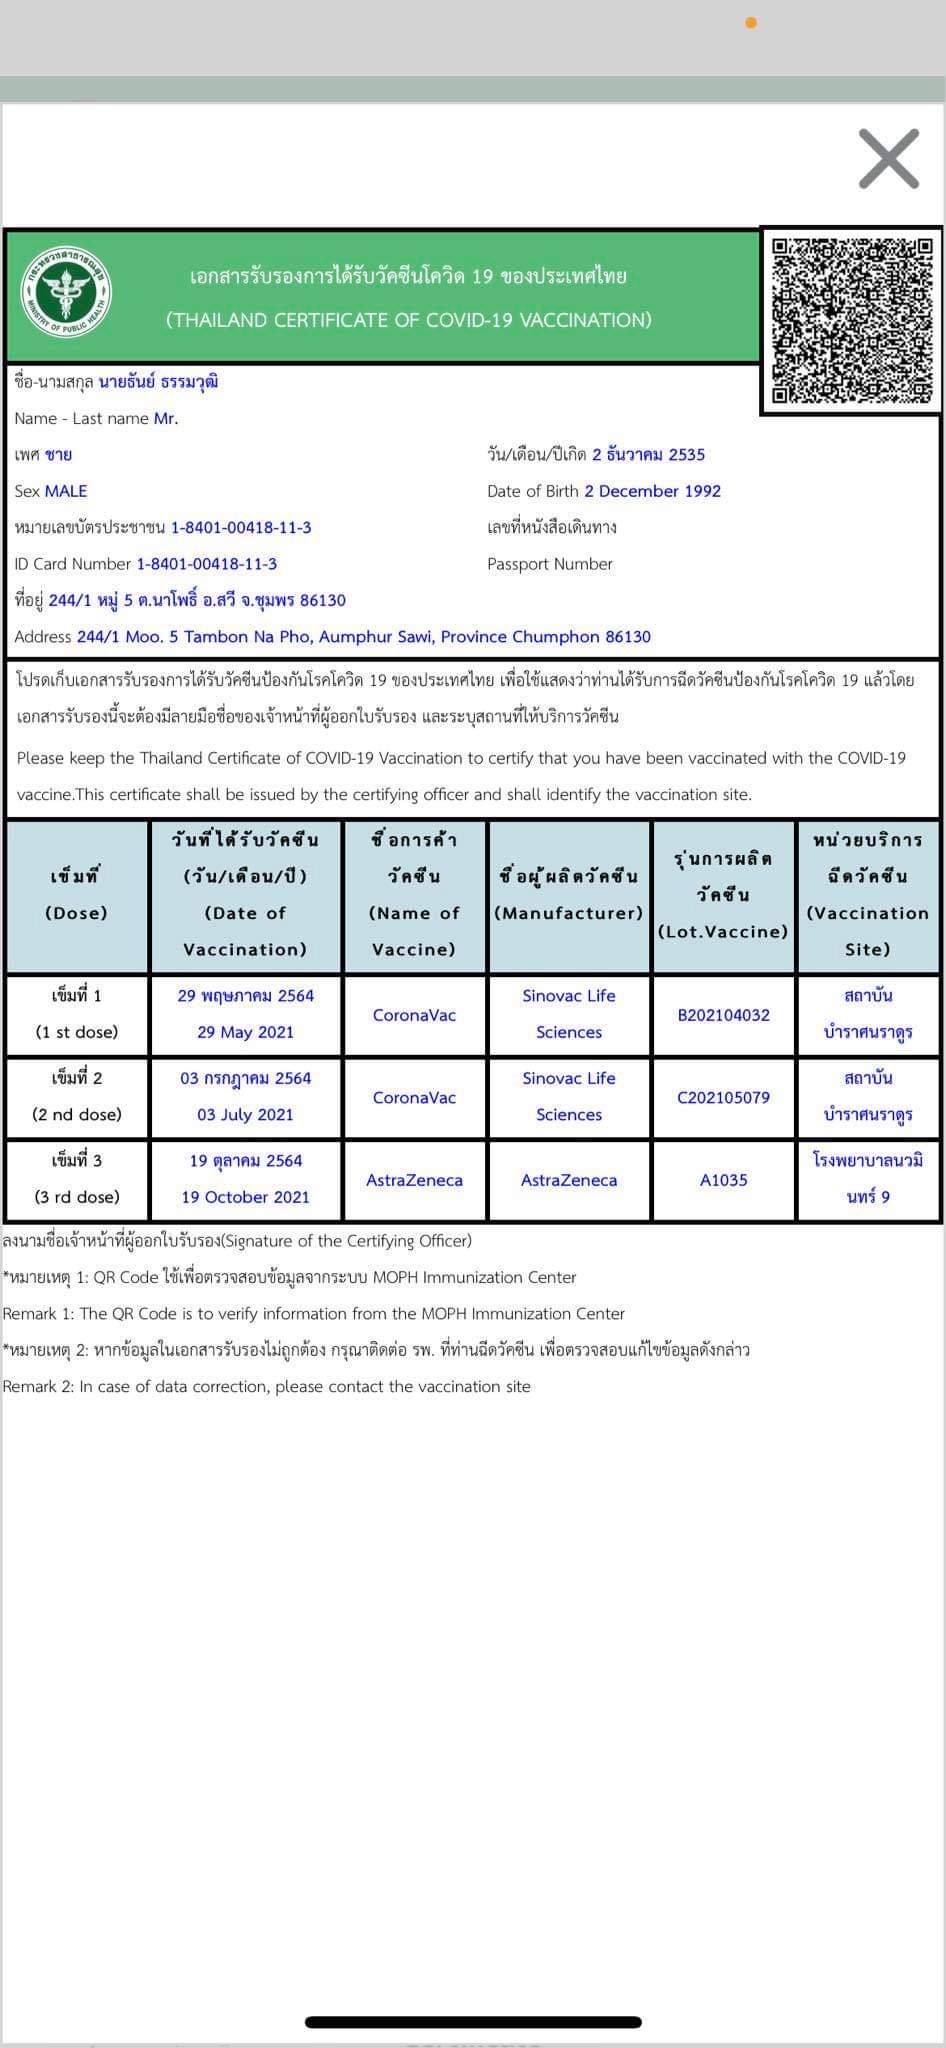 กระทรวงสาธารณสุข
MINISTRY OF PUBLIC HEALTH
เอกสารรับรองการได้รับวัคซีนโควิด 19 ของประเทศไทย
(THAILAND CERTIFICATE OF COVID-19 VACCINATION)
ชื่อ-นามสกุล นายธันย์ ธรรมวุฒิ
Name - Last name Mr.
เพศ ชาย วัน/เดือน/ปีเกิด 2 ธันวาคม 2535
Sex MALE Date of Birth 2 December 1992
หมายเลขบัตรประชาชน 1-8401-00418-11-3 เลขที่หนังสือเดินทาง
ID Card Number 1-8401-00418-11-3 Passport Number
ที่อยู่ 244/1 หมู่ 5 ต.นาโพธิ์ อ.สวี จ.ชุมพร 86130
Address 244/1 Moo. 5 Tambon Na Pho, Aumphur Sawi, Province Chumphon 86130
โปรดเก็บเอกสารรับรองการได้รับวัคซีนป้องกันโรคโควิด 19 ของประเทศไทย เพื่อใช้แสดงว่าท่านได้รับการฉีดวัคซีนป้องกันโรคโควิด 19 แล้วโดย
เอกสารรับรองนี้จะต้องมีลายมือชื่อของเจ้าหน้าที่ผู้ออกใบรับรอง และระบุสถานที่ให้บริการวัคซีน
Please keep the Thailand Certificate of COVID-19 Vaccination to certify that you have been vaccinated with the COVID-19
vaccine.This certificate shall be issued by the certifying officer and shall identify the vaccination site.
เข็มที่
(Dose)
วันที่ได้รับวัคซีน
(วัน/เดือน/ปี)
(Date of
Vaccination)
ชื่อการค้า
วัคซีน
(Name of
Vaccine)
ชื่อผู้ผลิตวัคซีน
(Manufacturer)
รุ่นการผลิต
วัคซีน
(Lot.Vaccine)
หน่วยบริการ
ฉีดวัคซีน
(Vaccination
Site)
เข็มที่ 1
(1 st dose)
29 พฤษภาคม 2564
29 May 2021
CoronaVac
Sinovac Life
Sciences
B202104032
สถาบัน
บำราศนราดูร
เข็มที่ 2
(2 nd dose)
03 กรกฎาคม 2564
03 July 2021
CoronaVac
Sinovac Life
Sciences
C202105079
สถาบัน
บำราศนราดูร
เข็มที่ 3
(3 rd dose)
19 ตุลาคม 2564
19 October 2021
AstraZeneca
AstraZeneca
A1035
โรงพยาบาลนวมิ
นทร์ 9
ลงนามชื่อเจ้าหน้าที่ผู้ออกใบรับรอง(Signature of the Certifying Officer)
*หมายเหตุ 1: QR Code ใช้เพื่อตรวจสอบข้อมูลจากระบบ MOPH Immunization Center
Remark 1: The QR Code is to verify information from the MOPH Immunization Center
*หมายเหตุ 2: หากข้อมูลในเอกสารรับรองไม่ถูกต้อง กรุณาติดต่อ รพ. ที่ท่านฉีดวัคซีน เพื่อตรวจสอบแก้ไขข้อมูลดังกล่าว
Remark 2: In case of data correction, please contact the vaccination site